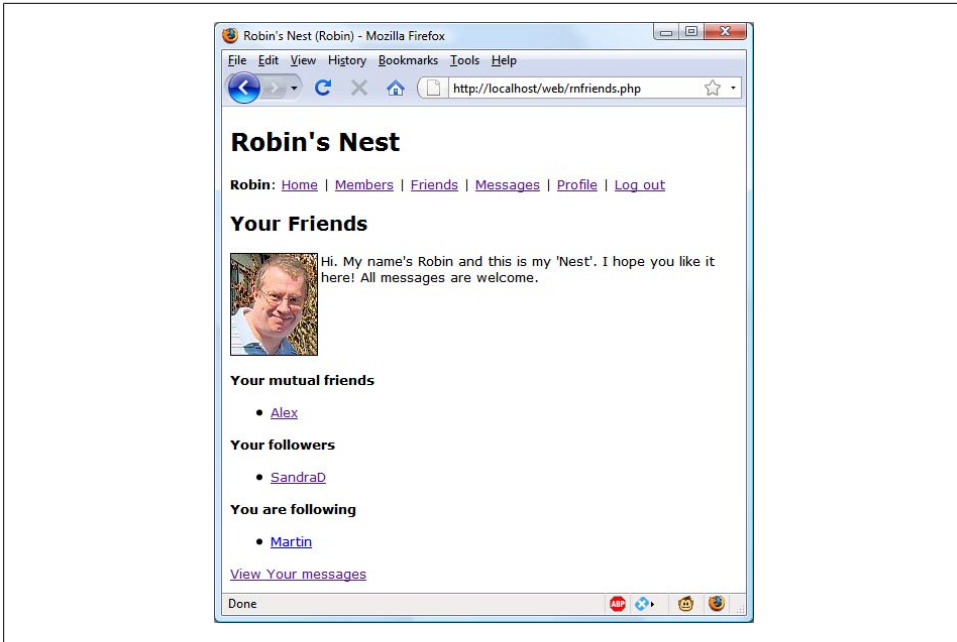 Robin's Nest (Robin) - Mozilla Firefox
File Edit View History Bookmarks Tools Help
http://localhost/web/rnfriends.php
Robin's Nest
Robin: Home | Members | Friends | Messages | Profile | Log out
Your Friends
Hi. My name's Robin and this is my 'Nest'. I hope you like it
here! All messages are welcome.
Your mutual friends
• Alex
Your followers
• SandraD
You are following
• Martin
View Your messages
Done
ABP